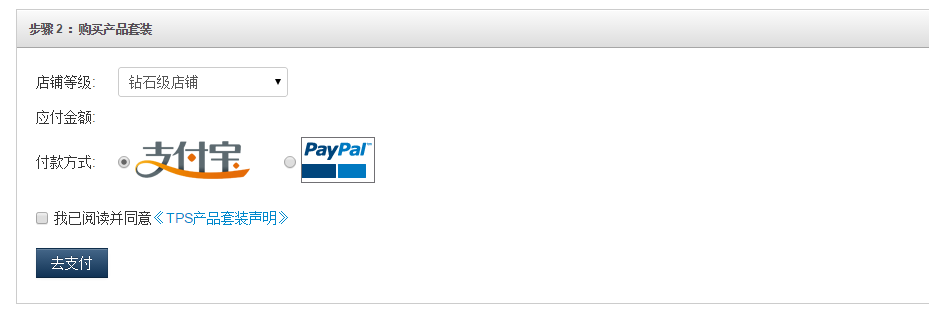 步骤 2 ：购买产品套装
店铺等级: 钻石级店铺
应付金额:
付款方式: 支付宝 PayPal™
我已阅读并同意《TPS产品套装声明》
去支付